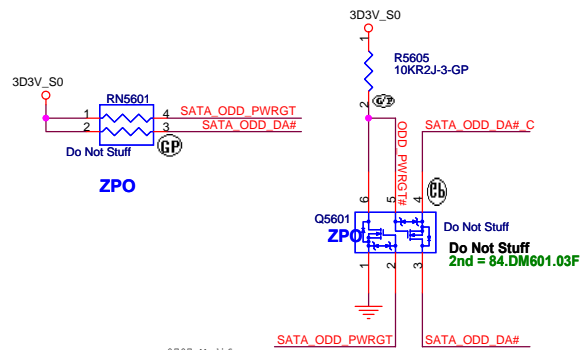 3D3V_S0
1
R5605
10KR2J-3-GP
2
G/P
3D3V_S0
RN5601
1
4
SATA_ODD_PWRGT
2
3
SATA_ODD_DA#
Do Not Stuff
GP
ZPO
ODD_PWRGT#
SATA_ODD_DA#_C
6
5
4
Q5601
ZPO
Do Not Stuff
Do Not Stuff
2nd = 84.DM601.03F
1
2
3
SATA_ODD_PWRGT
SATA_ODD_DA#